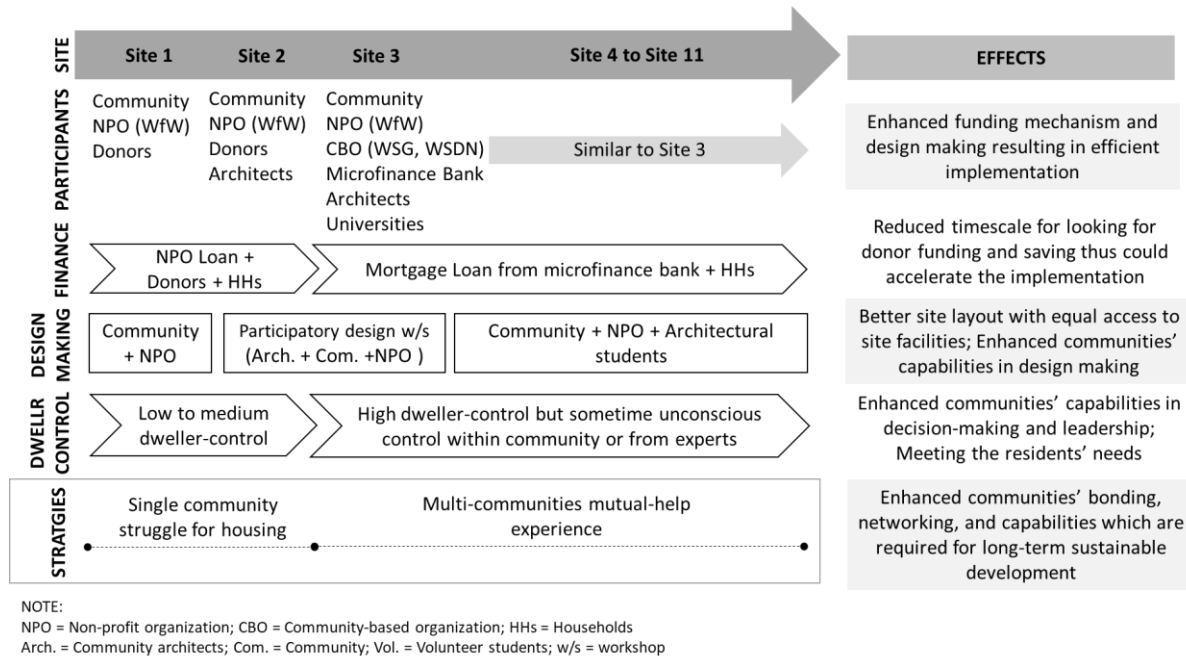 SITE
Site 1
Site 2
Site 3
Site 4 to Site 11
EFFECTS
PARTICIPANTS
Community
NPO (WfW)
Donors
Community
NPO (WfW)
Donors
Architects
Community
NPO (WfW)
CBO (WSG, WSDN)
Microfinance Bank
Architects
Universities
Similar to Site 3
Enhanced funding mechanism and
design making resulting in efficient
implementation
FINANCE
NPO Loan +
Donors + HHs
Mortgage Loan from microfinance bank + HHs
Reduced timescale for looking for
donor funding and saving thus could
accelerate the implementation
DESIGN
MAKING
Community
+ NPO
Participatory design w/s
(Arch. + Com. +NPO )
Community + NPO + Architectural
students
Better site layout with equal access to
site facilities; Enhanced communities’
capabilities in design making
DWELLR
CONTROL
Low to medium
dweller-control
High dweller-control but sometime unconscious
control within community or from experts
Enhanced communities’ capabilities in
decision-making and leadership;
Meeting the residents’ needs
STRATGIES
Single community
struggle for housing
Multi-communities mutual-help
experience
Enhanced communities’ bonding,
networking, and capabilities which are
required for long-term sustainable
development
NOTE:
NPO = Non-profit organization; CBO = Community-based organization; HHs = Households
Arch. = Community architects; Com. = Community; Vol. = Volunteer students; w/s = workshop